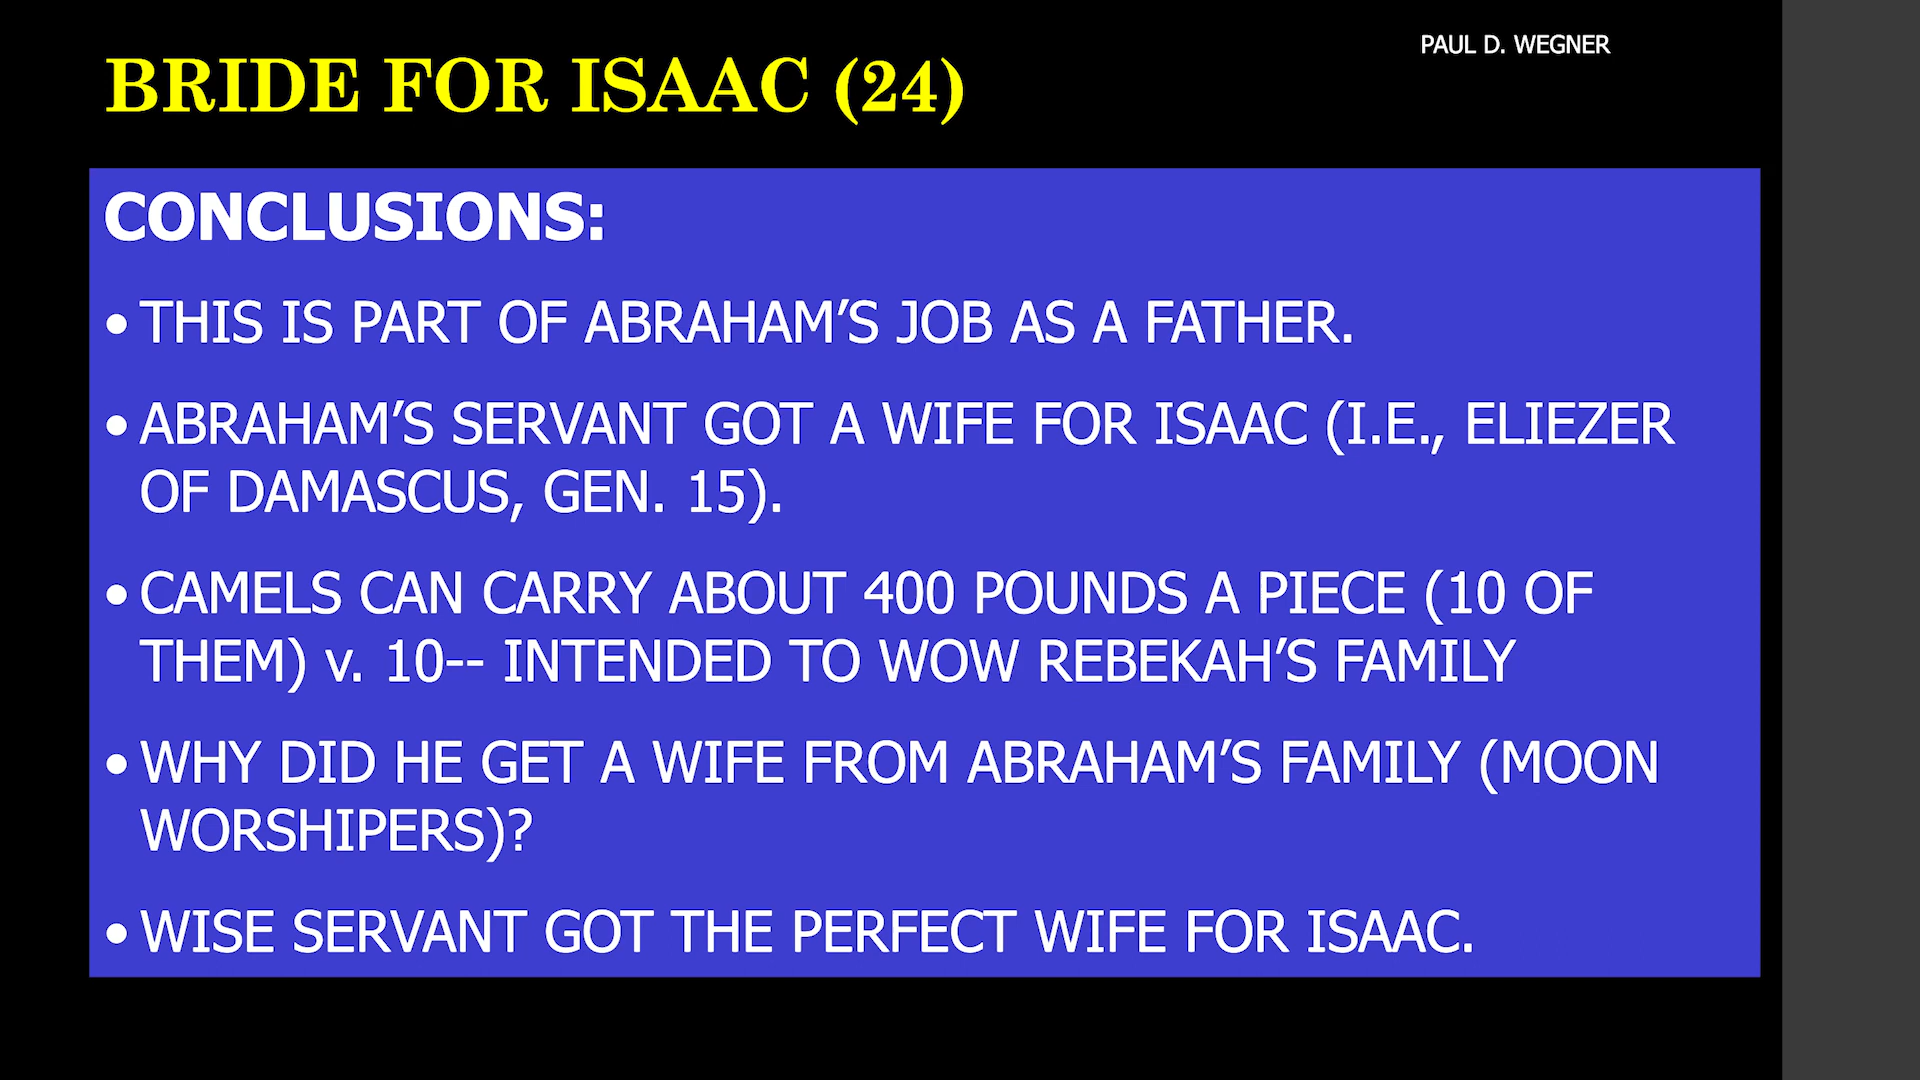 PAUL D. WEGNER
BRIDE FOR ISAAC (24)
CONCLUSIONS:
• THIS IS PART OF ABRAHAM’S JOB AS A FATHER.
• ABRAHAM’S SERVANT GOT A WIFE FOR ISAAC (I.E., ELIEZER
OF DAMASCUS, GEN. 15).
• CAMELS CAN CARRY ABOUT 400 POUNDS A PIECE (10 OF
THEM) v. 10-- INTENDED TO WOW REBEKAH’S FAMILY
• WHY DID HE GET A WIFE FROM ABRAHAM’S FAMILY (MOON
WORSHIPERS)?
• WISE SERVANT GOT THE PERFECT WIFE FOR ISAAC.